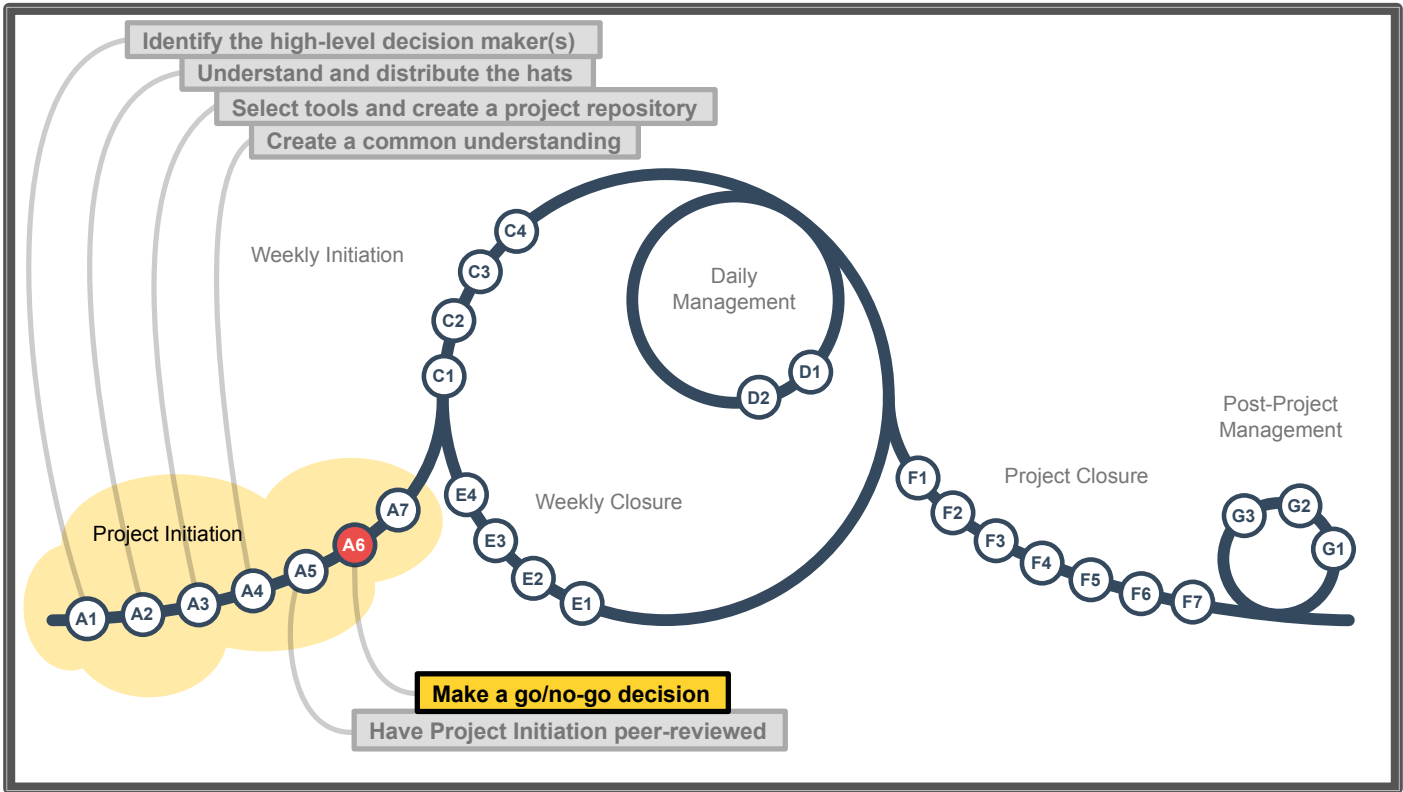 Identify the high-level decision maker(s)
Understand and distribute the hats
Select tools and create a project repository
Create a common understanding
Weekly Initiation
C4
C3
C2
C1
Daily
Management
D1
D2
Post-Project
Management
Project Closure
Weekly Closure
Project Initiation
A1
A2
A3
A4
A5
A6
A7
E4
E3
E2
E1
F1
F2
F3
F4
F5
F6
F7
G3
G2
G1
Make a go/no-go decision
Have Project Initiation peer-reviewed